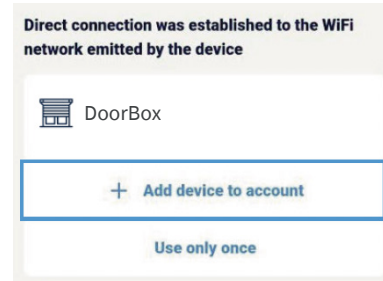 Direct connection was established to the WiFi
network emitted by the device
DoorBox
+ Add device to account
Use only once